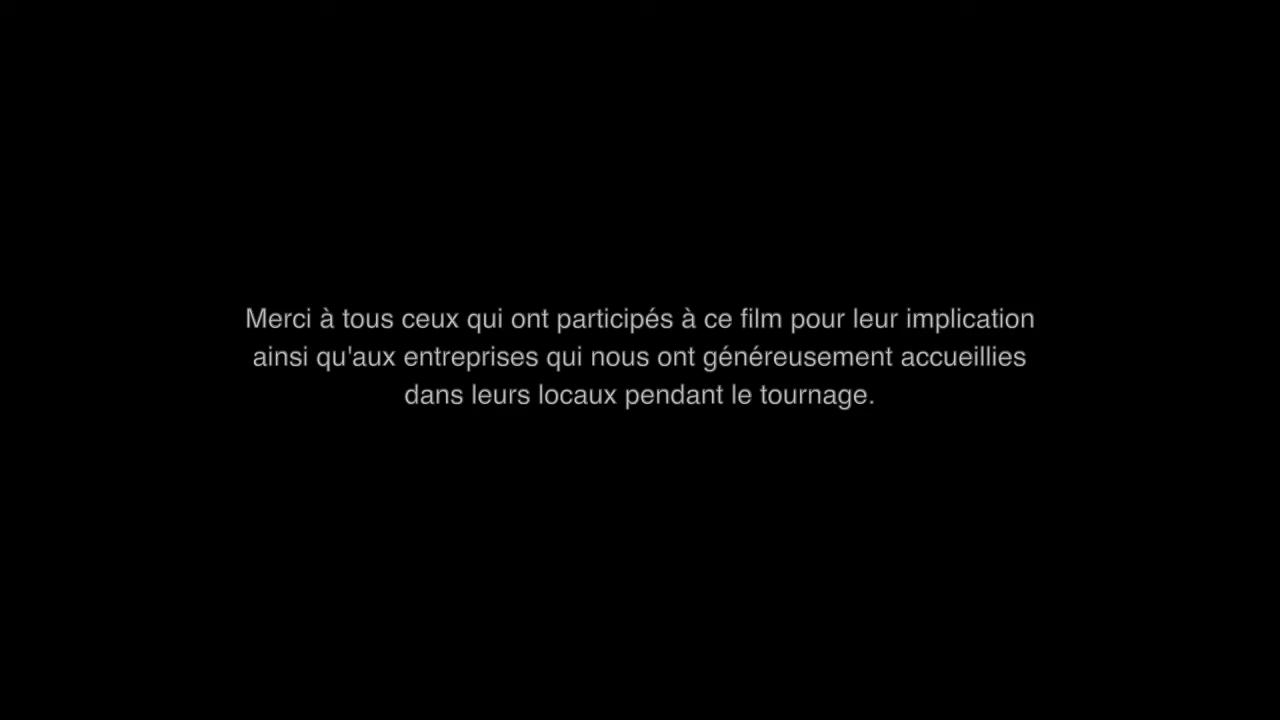 Merci à tous ceux qui ont participés à ce film pour leur implication
ainsi qu'aux entreprises qui nous ont généreusement accueillies
dans leurs locaux pendant le tournage.